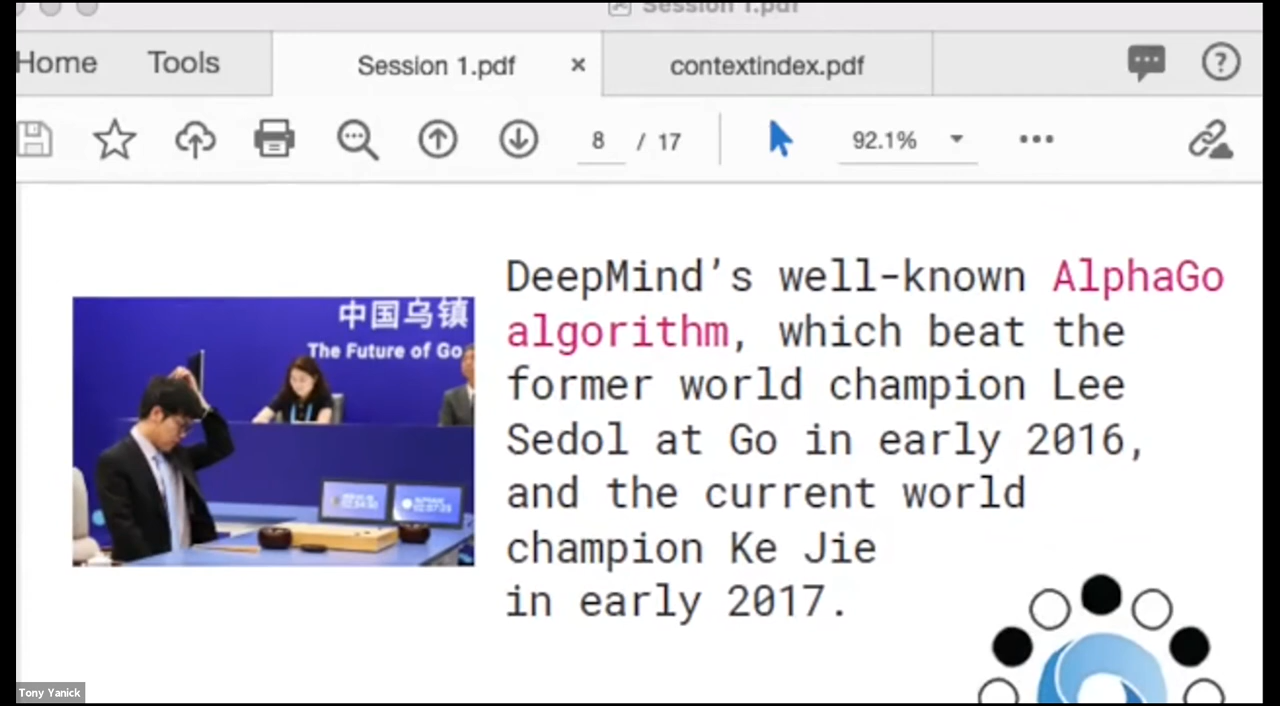 Session 1.pdf
Home Tools Session 1.pdf × contextindex.pdf
8 / 17 92.1%
中国乌镇
The Future of Go
DeepMind’s well-known AlphaGo
algorithm, which beat the
former world champion Lee
Sedol at Go in early 2016,
and the current world
champion Ke Jie
in early 2017.
Tony Yanick